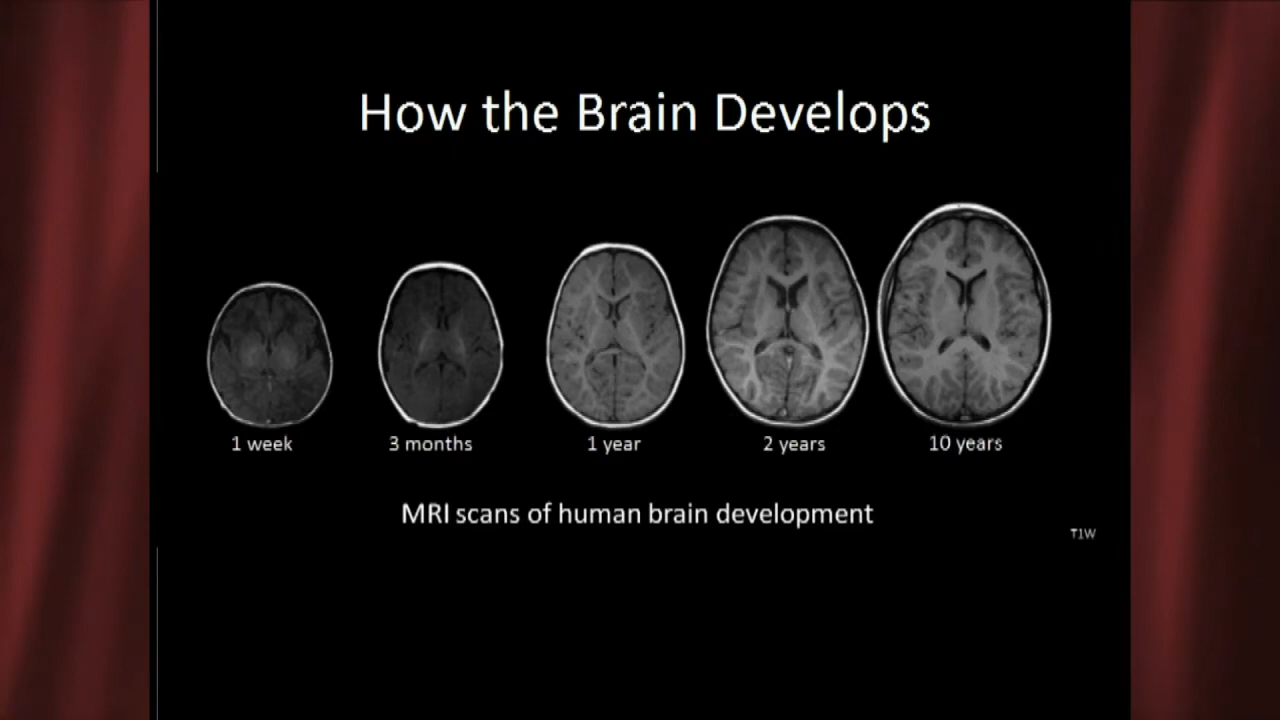 How the Brain Develops
1 week
3 months
1 year
2 years
10 years
MRI scans of human brain development
T1W